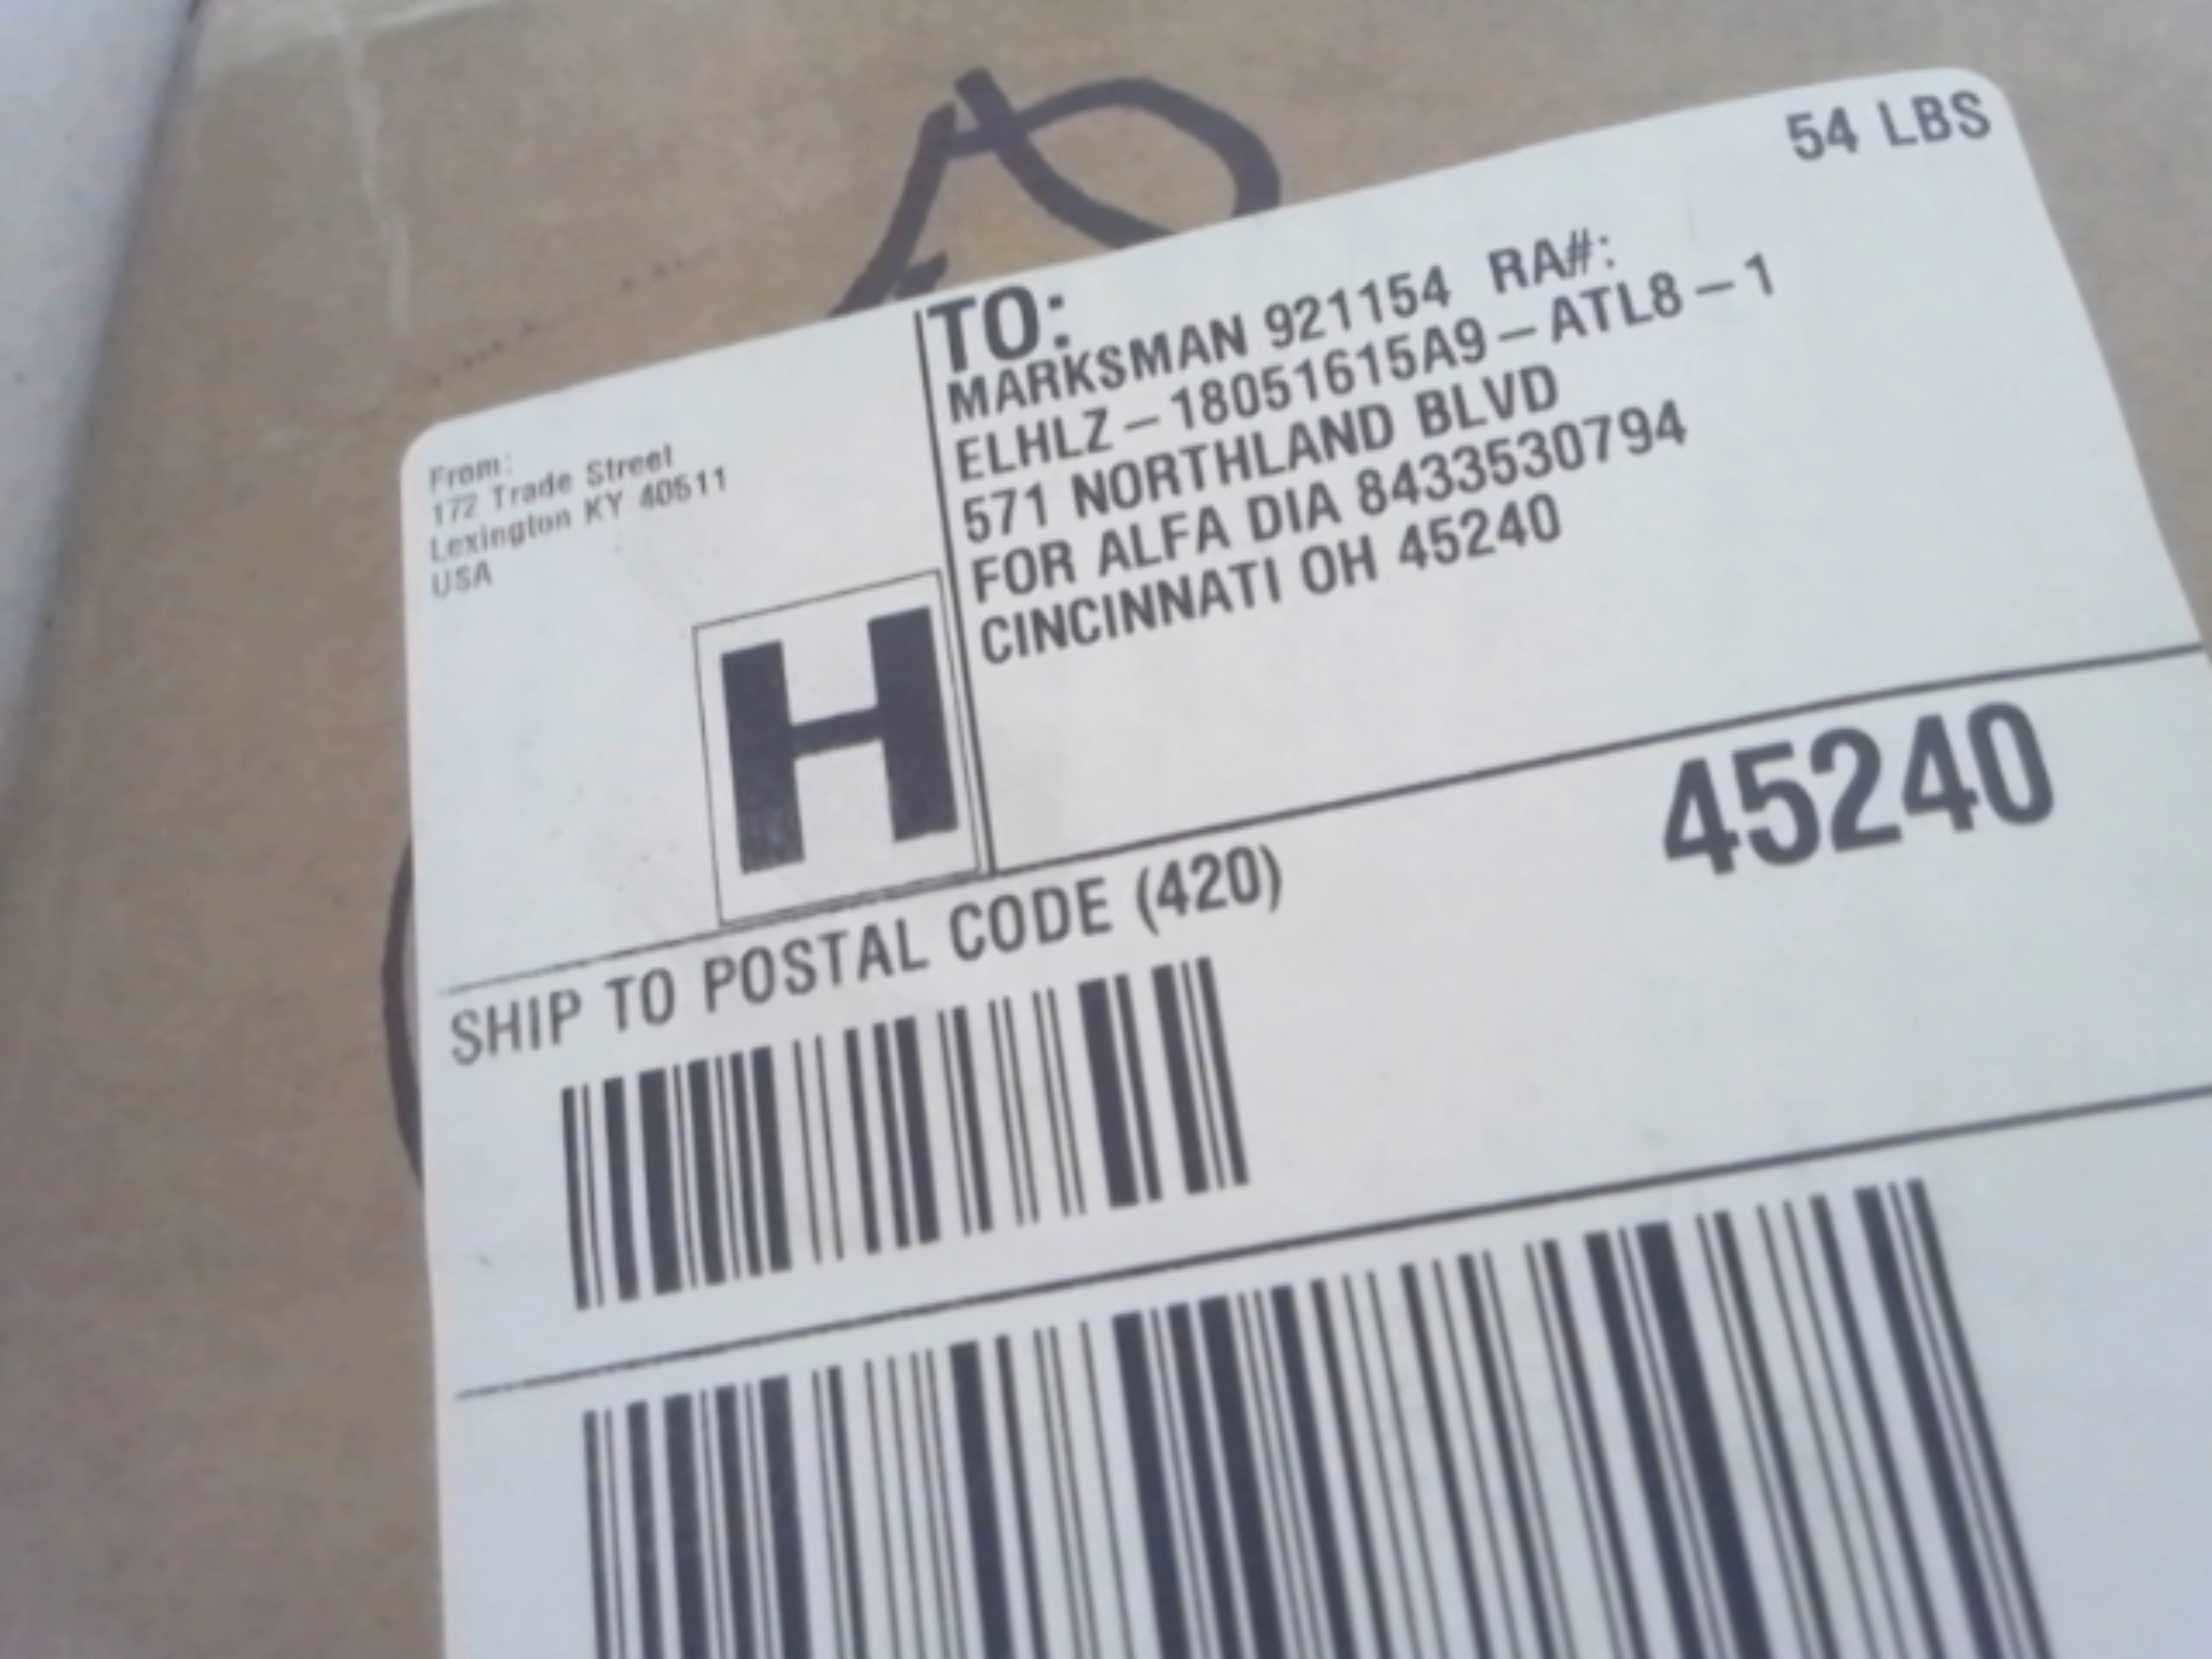 54 LBS
TO:
MARKSMAN 921154 RA#:
ELHLZ-18051615A9-ATL8-1
571 NORTHLAND BLVD
FOR ALFA DIA 8433530794
CINCINNATI OH 45240
From:
172 Trade Street
Lexington KY 40511
USA
H
SHIP TO POSTAL CODE (420)
45240